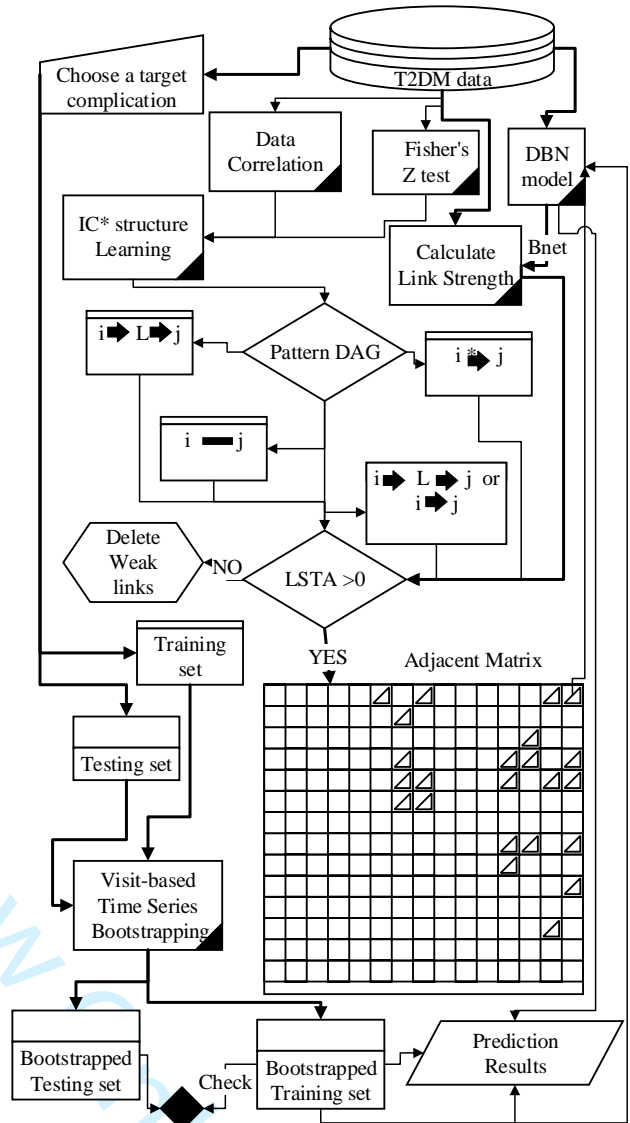 T2DM data
Choose a target
complication
Data
Correlation
Fisher's
Z test
DBN
model
IC* structure
Learning
Calculate
Link Strength
Bnet
i L j
Pattern DAG
i * j
i j
i L j or
i j
Delete
Weak
links
NO
LSTA >0
YES
Training
set
Adjacent Matrix
Testing set
Visit-based
Time Series
Bootstrapping
Bootstrapped
Testing set
Check
Bootstrapped
Training set
Prediction
Results